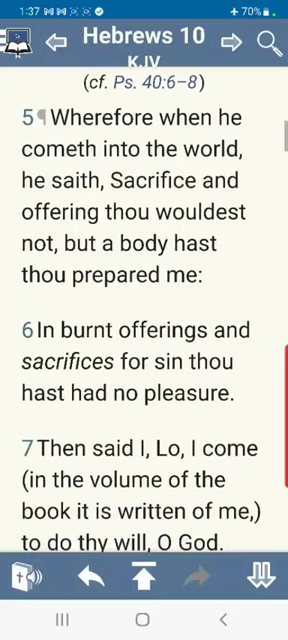 1:37
70%
Hebrews 10
KJV
(cf. Ps. 40:6–8)
5 ¶ Wherefore when he
cometh into the world,
he saith, Sacrifice and
offering thou wouldest
not, but a body hast
thou prepared me:
6 In burnt offerings and
sacrifices for sin thou
hast had no pleasure.
7 Then said I, Lo, I come
(in the volume of the
book it is written of me,)
to do thy will, O God.